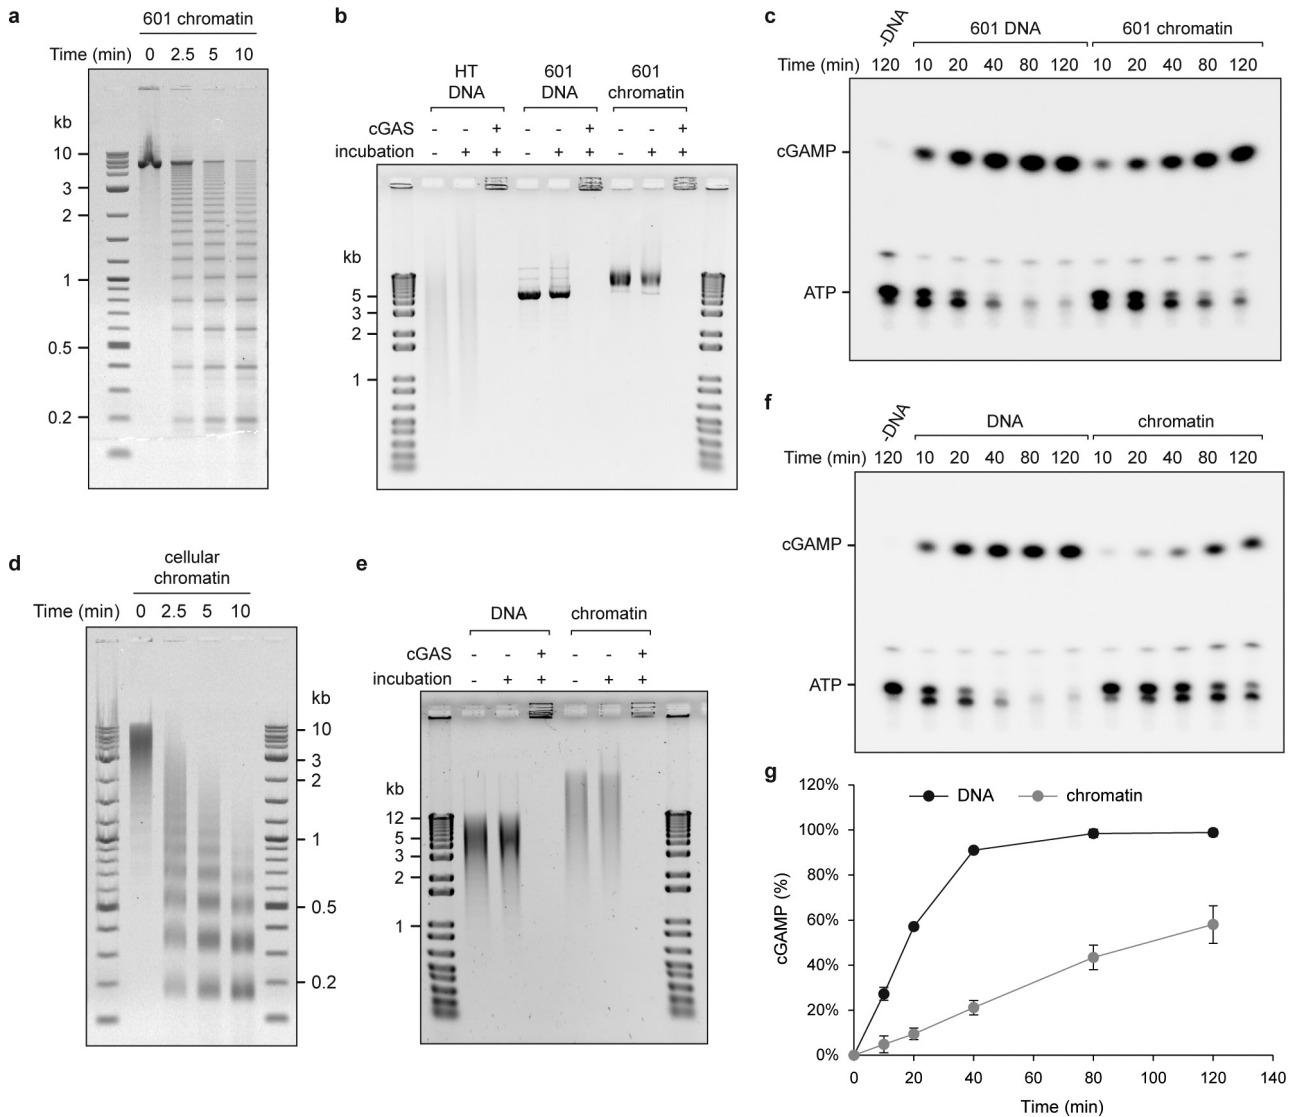 a
601 chromatin
Time (min) 0 2.5 5 10
kb
10
3
2
1
0.5
0.2
b
HT DNA
601 DNA
601 chromatin
cGAS - - + - - + - - +
incubation - + + - + + - + +
kb
5
3
2
1
c
-DNA
601 DNA
601 chromatin
Time (min) 120 10 20 40 80 120 10 20 40 80 120
cGAMP
ATP
d
cellular
chromatin
Time (min) 0 2.5 5 10
kb
10
3
2
1
0.5
0.2
e
DNA chromatin
cGAS - - + - - +
incubation - + + - + +
kb
12
5
3
2
1
f
-DNA
DNA
chromatin
Time (min) 120 10 20 40 80 120 10 20 40 80 120
cGAMP
ATP
g
DNA chromatin
120%
100%
80%
60%
40%
20%
0%
cGAMP (%)
0 20 40 60 80 100 120 140
Time (min)